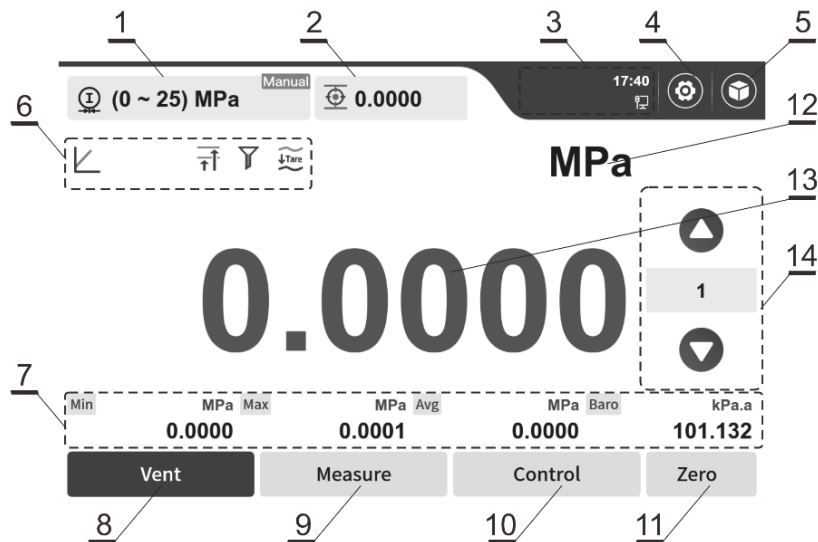 1 2 3 4 5
Manual
(0 ~ 25) MPa
0.0000
17:40
6
Tare
MPa
12
13
0.0000
1
14
7
Min MPa Max MPa Avg MPa Baro kPa.a
0.0000 0.0001 0.0000 101.132
Vent Measure Control Zero
8 9 10 11